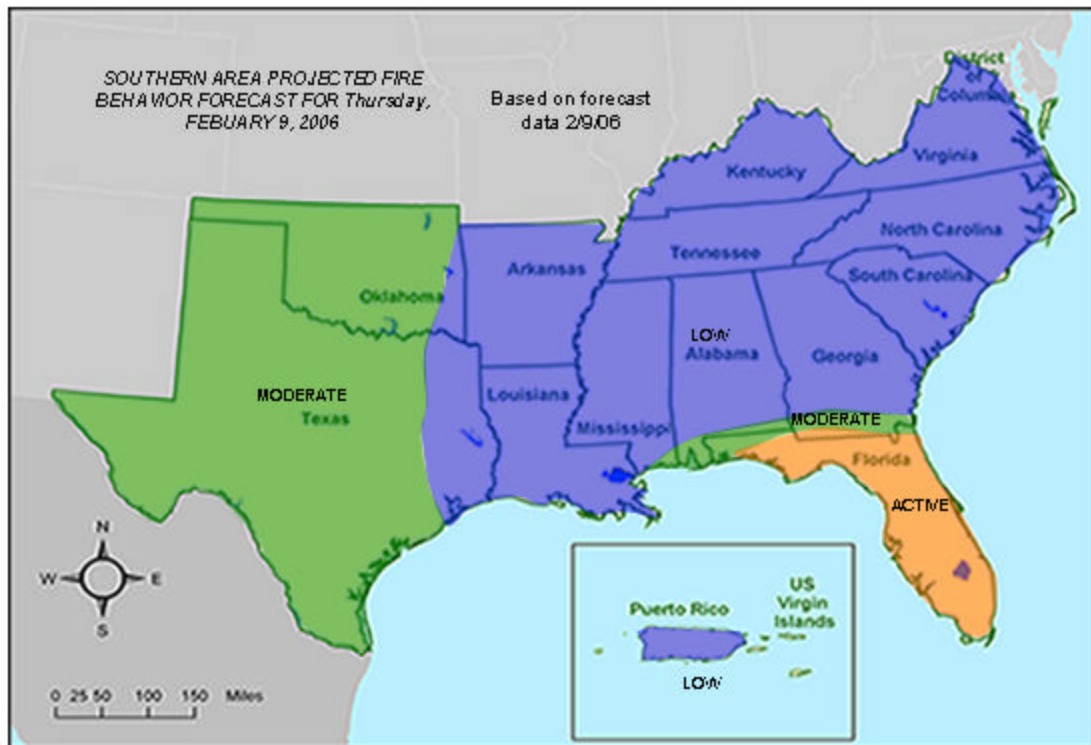 SOUTHERN AREA PROJECTED FIRE
BEHAVIOR FORECAST FOR Thursday,
FEBUARY 9, 2006
Based on forecast
data 2/9/06
District
of
Columbia
Virginia
Kentucky
North Carolina
Tennessee
Arkansas
South Carolina
Oklahoma
LOW
Alabama
Georgia
MODERATE
Texas
Louisiana
Mississippi
MODERATE
Florida
ACTIVE
N
W
E
S
Puerto Rico
US
Virgin
Islands
LOW
0 25 50 100 150 Miles